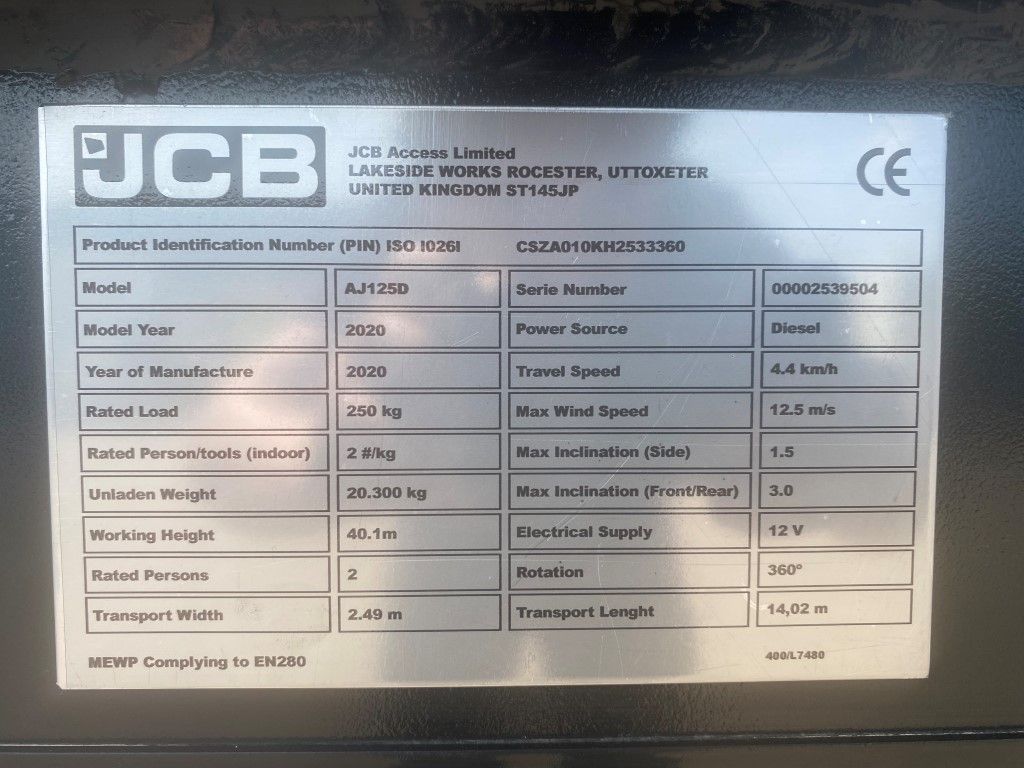 JCB
JCB Access Limited
LAKESIDE WORKS ROCESTER, UTTOXETER
UNITED KINGDOM ST145JP
CE
Product Identification Number (PIN) ISO I026I CSZA010KH2533360
Model AJ125D Serie Number 00002539504
Model Year 2020 Power Source Diesel
Year of Manufacture 2020 Travel Speed 4.4 km/h
Rated Load 250 kg Max Wind Speed 12.5 m/s
Rated Person/tools (indoor) 2 #/kg Max Inclination (Side) 1.5
Unladen Weight 20.300 kg Max Inclination (Front/Rear) 3.0
Working Height 40.1m Electrical Supply 12 V
Rated Persons 2 Rotation 360º
Transport Width 2.49 m Transport Lenght 14,02 m
MEWP Complying to EN280 400/L7480